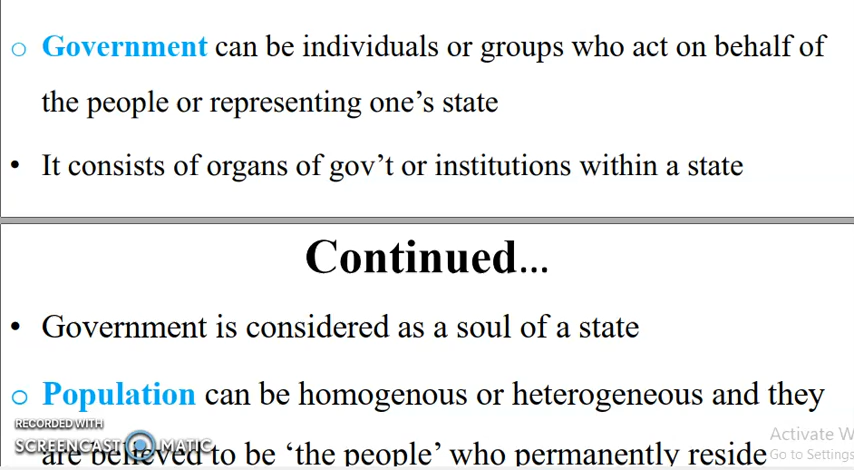 o Government can be individuals or groups who act on behalf of
the people or representing one's state
• It consists of organs of gov't or institutions within a state
Continued...
• Government is considered as a soul of a state
o Population can be homogenous or heterogeneous and they
RECORDED WITH
SCREENCAST MATIC
are believed to be ‘the people’ who permanently reside
Activate W
Go to Settings